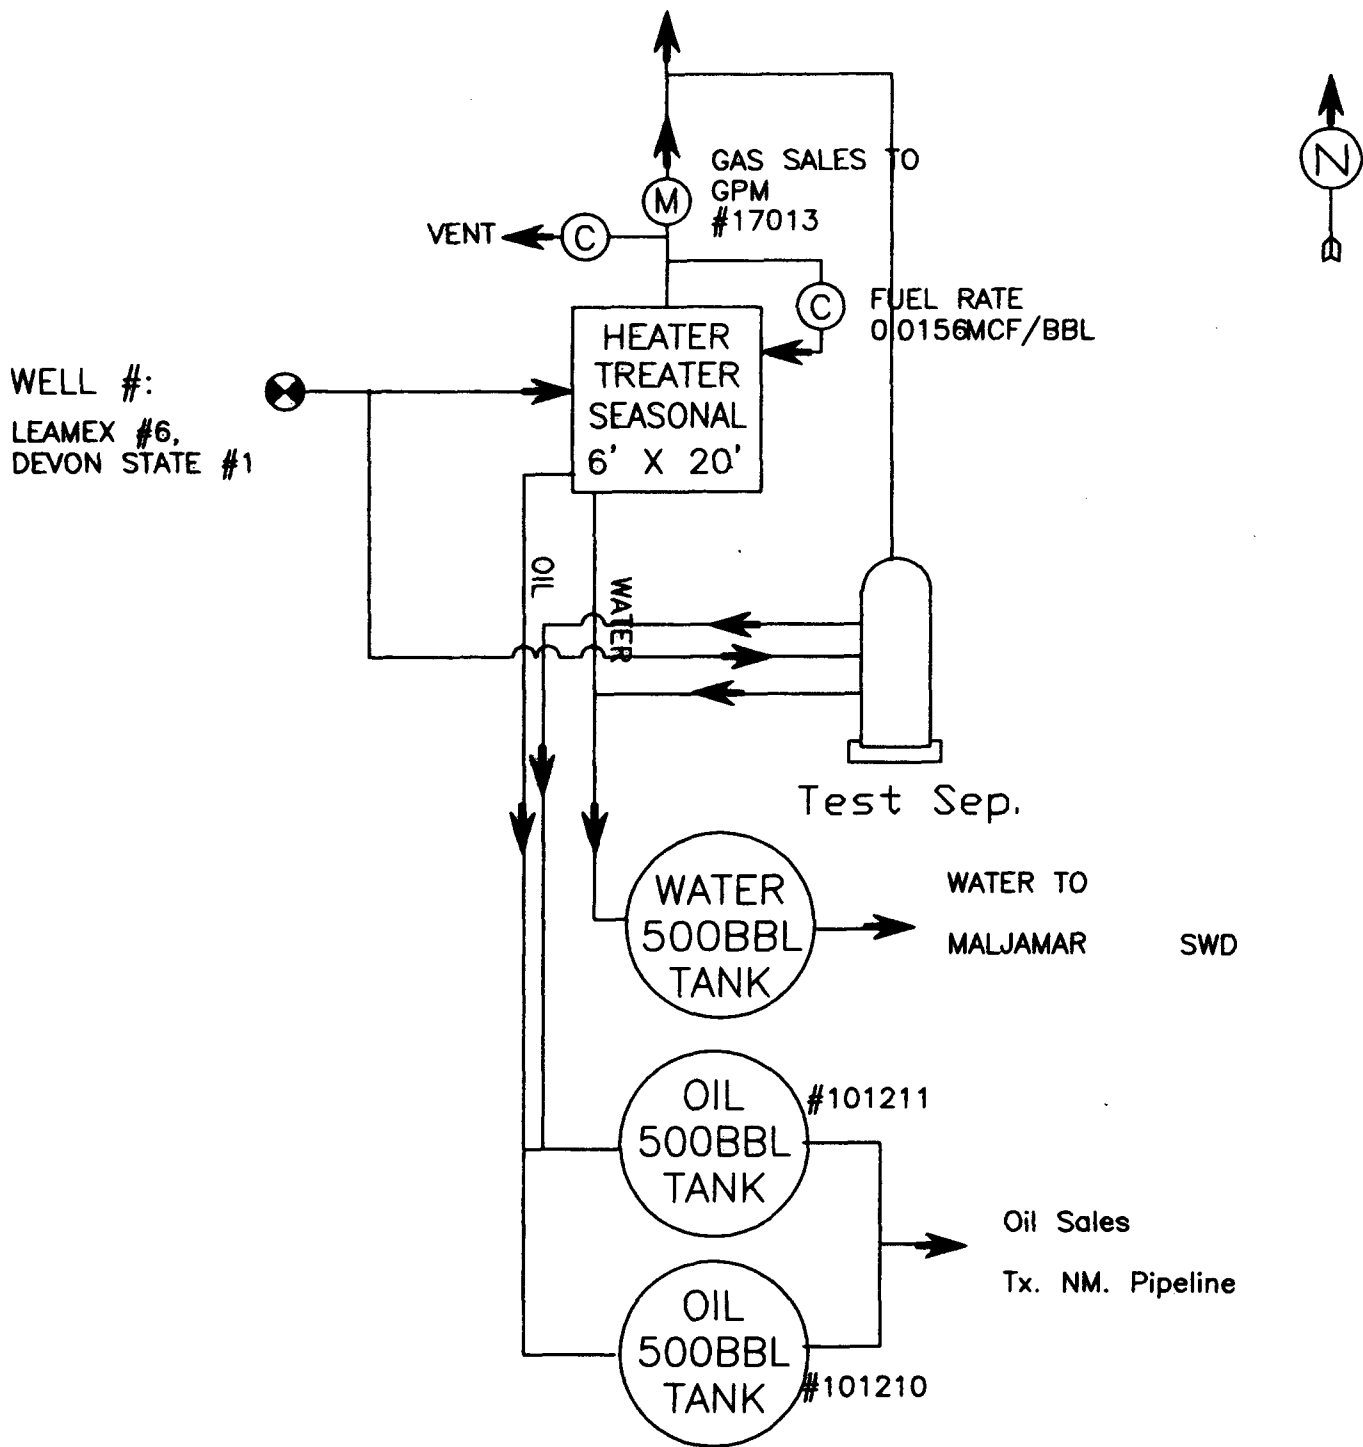 GAS SALES TO
GPM
#17013
M
N
VENT
C
C
FUEL RATE
0.0156MCF/BBL
HEATER
TREATER
SEASONAL
6' X 20'
WELL #:
LEAMEX #6,
DEVON STATE #1
OIL
WATER
Test Sep.
WATER
500BBL
TANK
WATER TO
MALJAMAR SWD
OIL
500BBL
TANK
#101211
Oil Sales
Tx. NM. Pipeline
OIL
500BBL
TANK
#101210